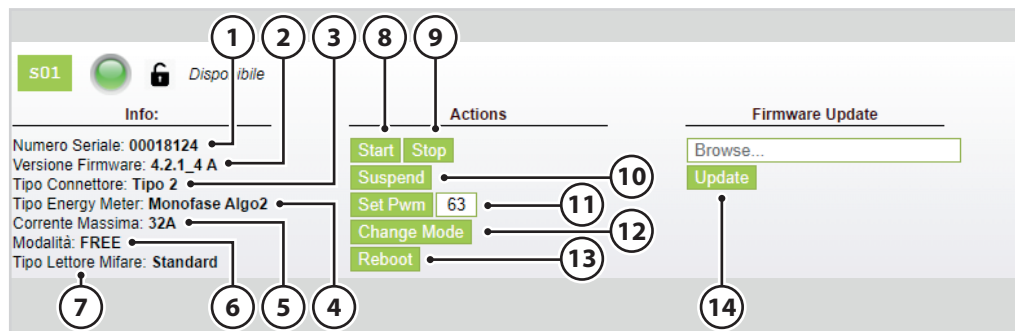 1 2 3 8 9
S01 Disponibile
Info:
Numero Seriale: 00018124
Versione Firmware: 4.2.1_4 A
Tipo Connettore: Tipo 2
Tipo Energy Meter: Monofase Algo2
Corrente Massima: 32A
Modalità: FREE
Tipo Lettore Mifare: Standard
7 6 5 4
Actions
Start Stop
Suspend 10
Set Pwm 63 11
Change Mode 12
Reboot 13
Firmware Update
Browse...
Update
14